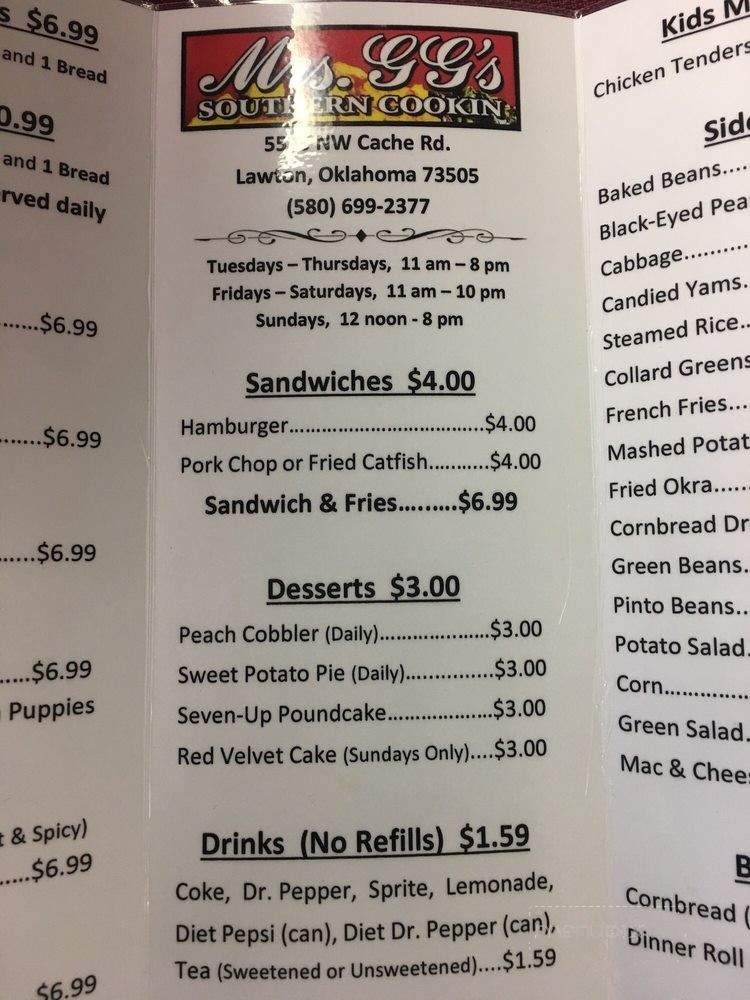 s $6.99
and 1 Bread
0.99
and 1 Bread
rved daily
......$6.99
.......$6.99
......$6.99
.....$6.99
Puppies
& Spicy)
.....$6.99
$6.99
Mrs. GG's
SOUTHERN COOKIN
55 NW Cache Rd.
Lawton, Oklahoma 73505
(580) 699-2377
Tuesdays – Thursdays, 11 am – 8 pm
Fridays – Saturdays, 11 am – 10 pm
Sundays, 12 noon - 8 pm
Sandwiches $4.00
Hamburger...................................$4.00
Pork Chop or Fried Catfish...........$4.00
Sandwich & Fries.........$6.99
Desserts $3.00
Peach Cobbler (Daily)....................$3.00
Sweet Potato Pie (Daily)................$3.00
Seven-Up Poundcake...................$3.00
Red Velvet Cake (Sundays Only)....$3.00
Drinks (No Refills) $1.59
Coke, Dr. Pepper, Sprite, Lemonade,
Diet Pepsi (can), Diet Dr. Pepper (can),
Tea (Sweetened or Unsweetened)....$1.59
Kids M
Chicken Tenders
Side
Baked Beans....
Black-Eyed Pea
Cabbage..........
Candied Yams.
Steamed Rice..
Collard Greens
French Fries...
Mashed Potat
Fried Okra.....
Cornbread Dr
Green Beans.
Pinto Beans..
Potato Salad.
Corn..............
Green Salad.
Mac & Chees
B
Cornbread (
Dinner Roll